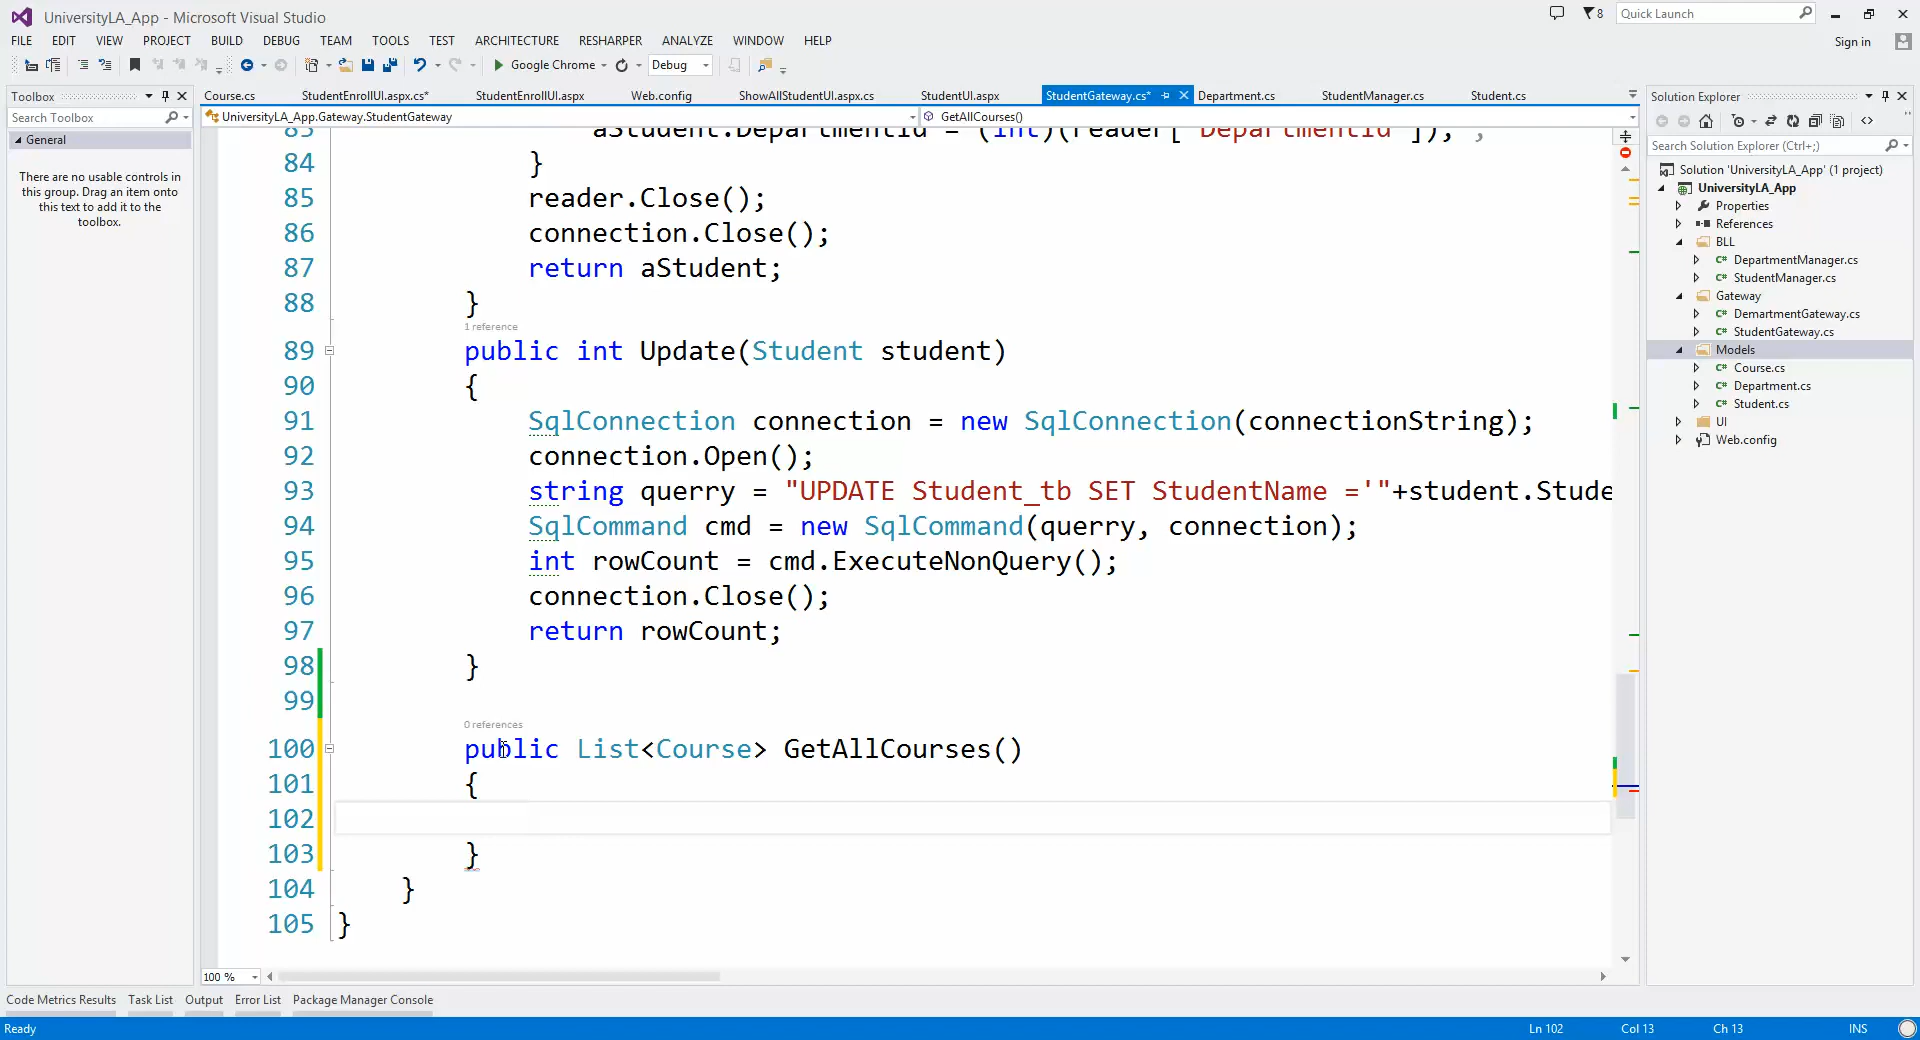 UniversityLA_App - Microsoft Visual Studio
8
Quick Launch
FILE EDIT VIEW PROJECT BUILD DEBUG TEAM TOOLS TEST ARCHITECTURE RESHARPER ANALYZE WINDOW HELP
Sign in
Google Chrome Debug
Toolbox
Search Toolbox
General
There are no usable controls in
this group. Drag an item onto
this text to add it to the
toolbox.
Course.cs StudentEnrollUI.aspx.cs* StudentEnrollUI.aspx Web.config ShowAllStudentUI.aspx.cs StudentUI.aspx StudentGateway.cs* Department.cs StudentManager.cs Student.cs
UniversityLA_App.Gateway.StudentGateway GetAllCourses()
83 aStudent.DepartmentId = (int)(reader["DepartmentId"]); ;
84 }
85 reader.Close();
86 connection.Close();
87 return aStudent;
88 }
1 reference
89 public int Update(Student student)
90 {
91 SqlConnection connection = new SqlConnection(connectionString);
92 connection.Open();
93 string querry = "UPDATE Student_tb SET StudentName ='"+student.Stude
94 SqlCommand cmd = new SqlCommand(querry, connection);
95 int rowCount = cmd.ExecuteNonQuery();
96 connection.Close();
97 return rowCount;
98 }
99
0 references
100 public List<Course> GetAllCourses()
101 {
102
103 }
104 }
105 }
100 %
Solution Explorer
Search Solution Explorer (Ctrl+;)
Solution 'UniversityLA_App' (1 project)
UniversityLA_App
Properties
References
BLL
DepartmentManager.cs
StudentManager.cs
Gateway
DemartmentGateway.cs
StudentGateway.cs
Models
Course.cs
Department.cs
Student.cs
UI
Web.config
Code Metrics Results Task List Output Error List Package Manager Console
Ready Ln 102 Col 13 Ch 13 INS